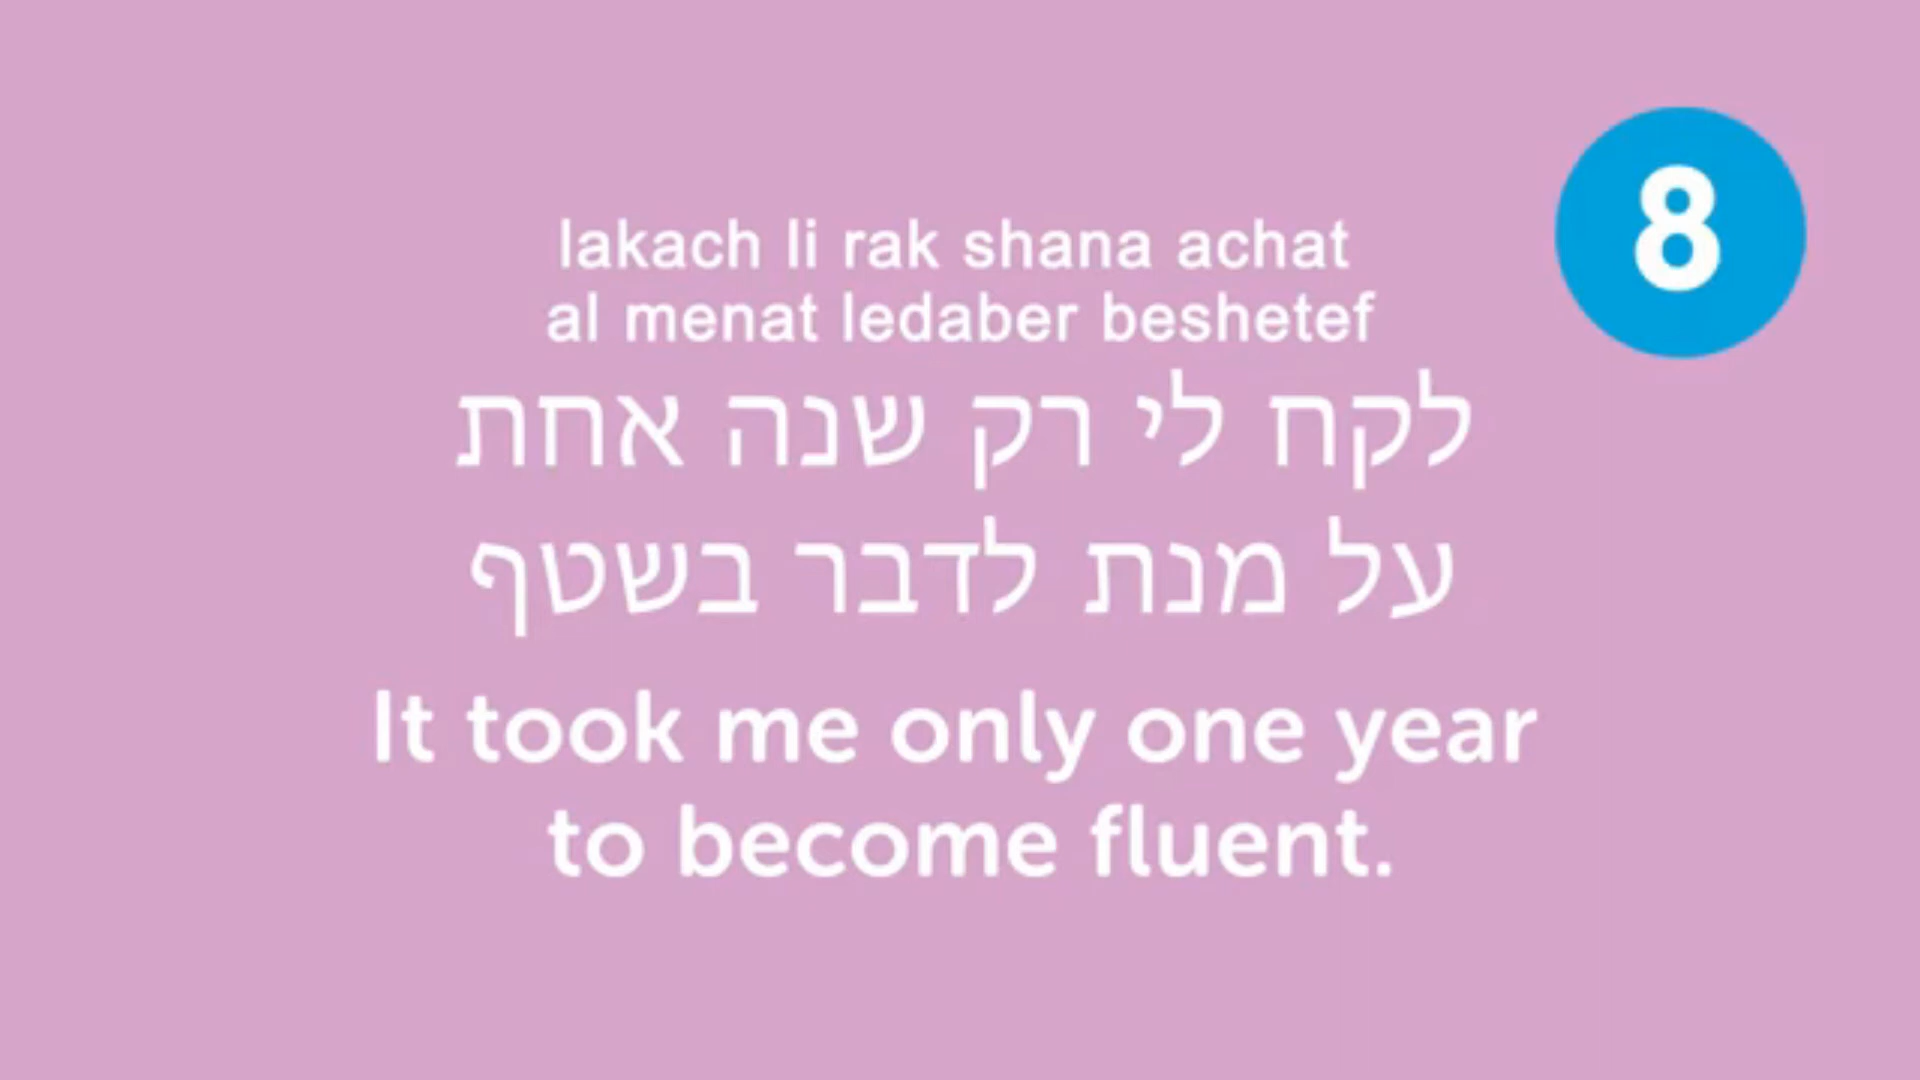 8
lakach li rak shana achat
al menat ledaber beshetef
לקח לי רק שנה אחת
על מנת לדבר בשטף
It took me only one year
to become fluent.